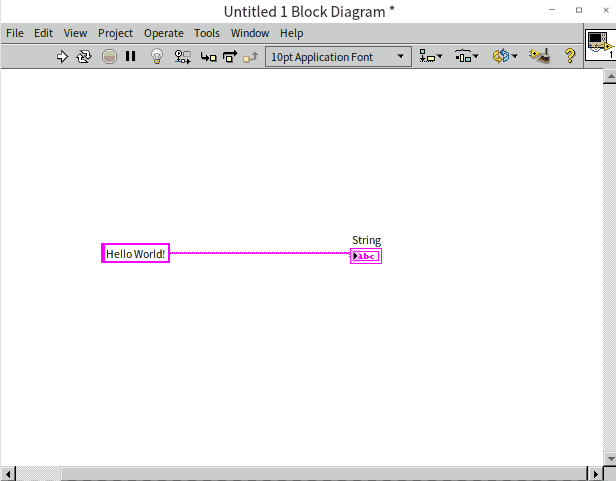 Untitled 1 Block Diagram *
File Edit View Project Operate Tools Window Help
10pt Application Font
1
String
Hello World!
abc